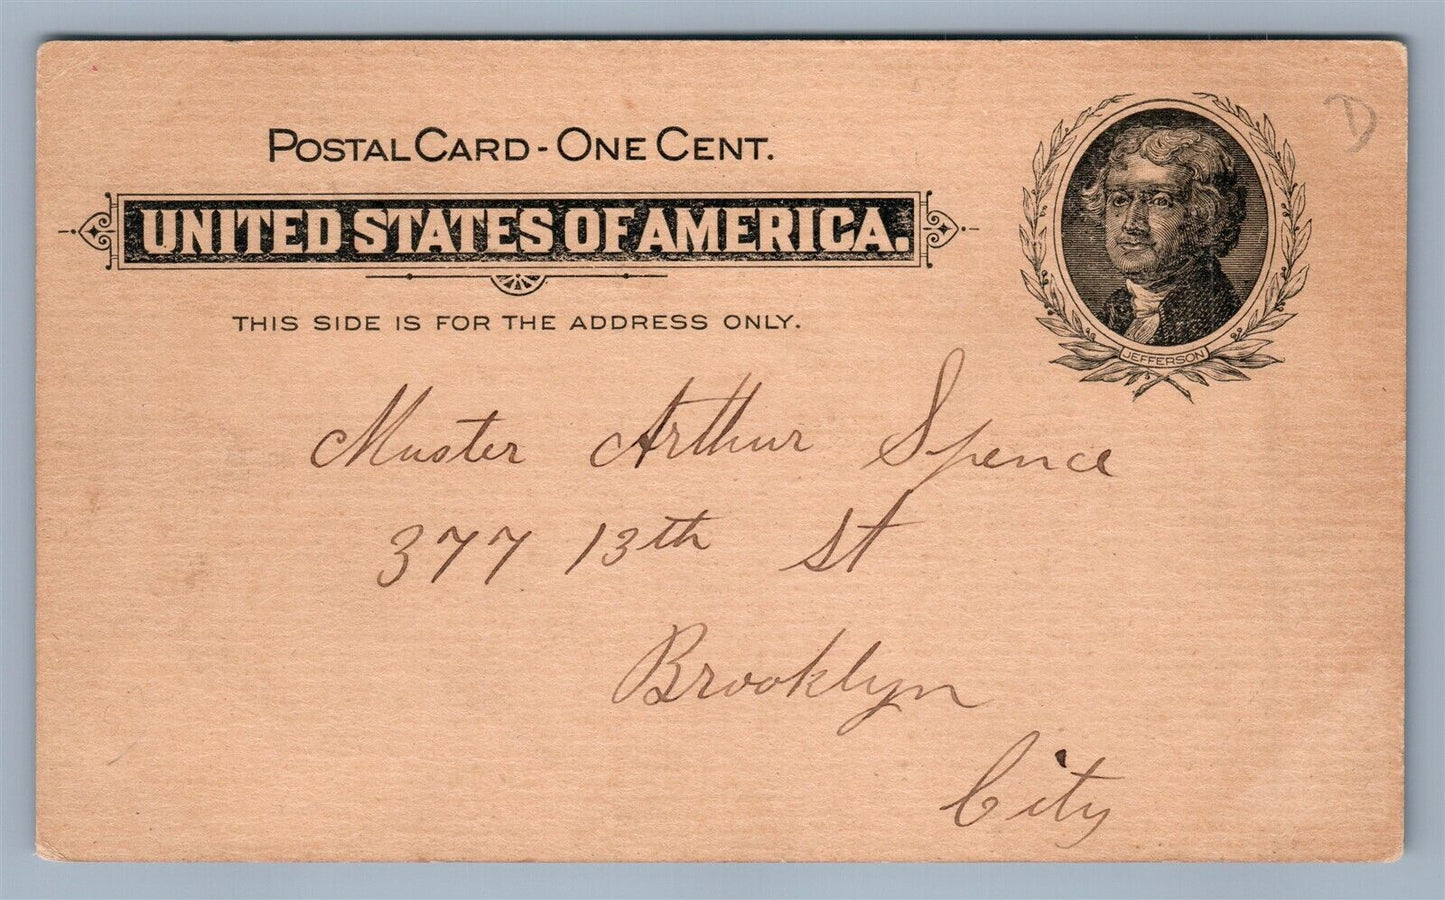 POSTAL CARD - ONE CENT.
UNITED STATES OF AMERICA.
THIS SIDE IS FOR THE ADDRESS ONLY.
JEFFERSON
D
Master Arthur Spence
377 13th St
Brooklyn
City